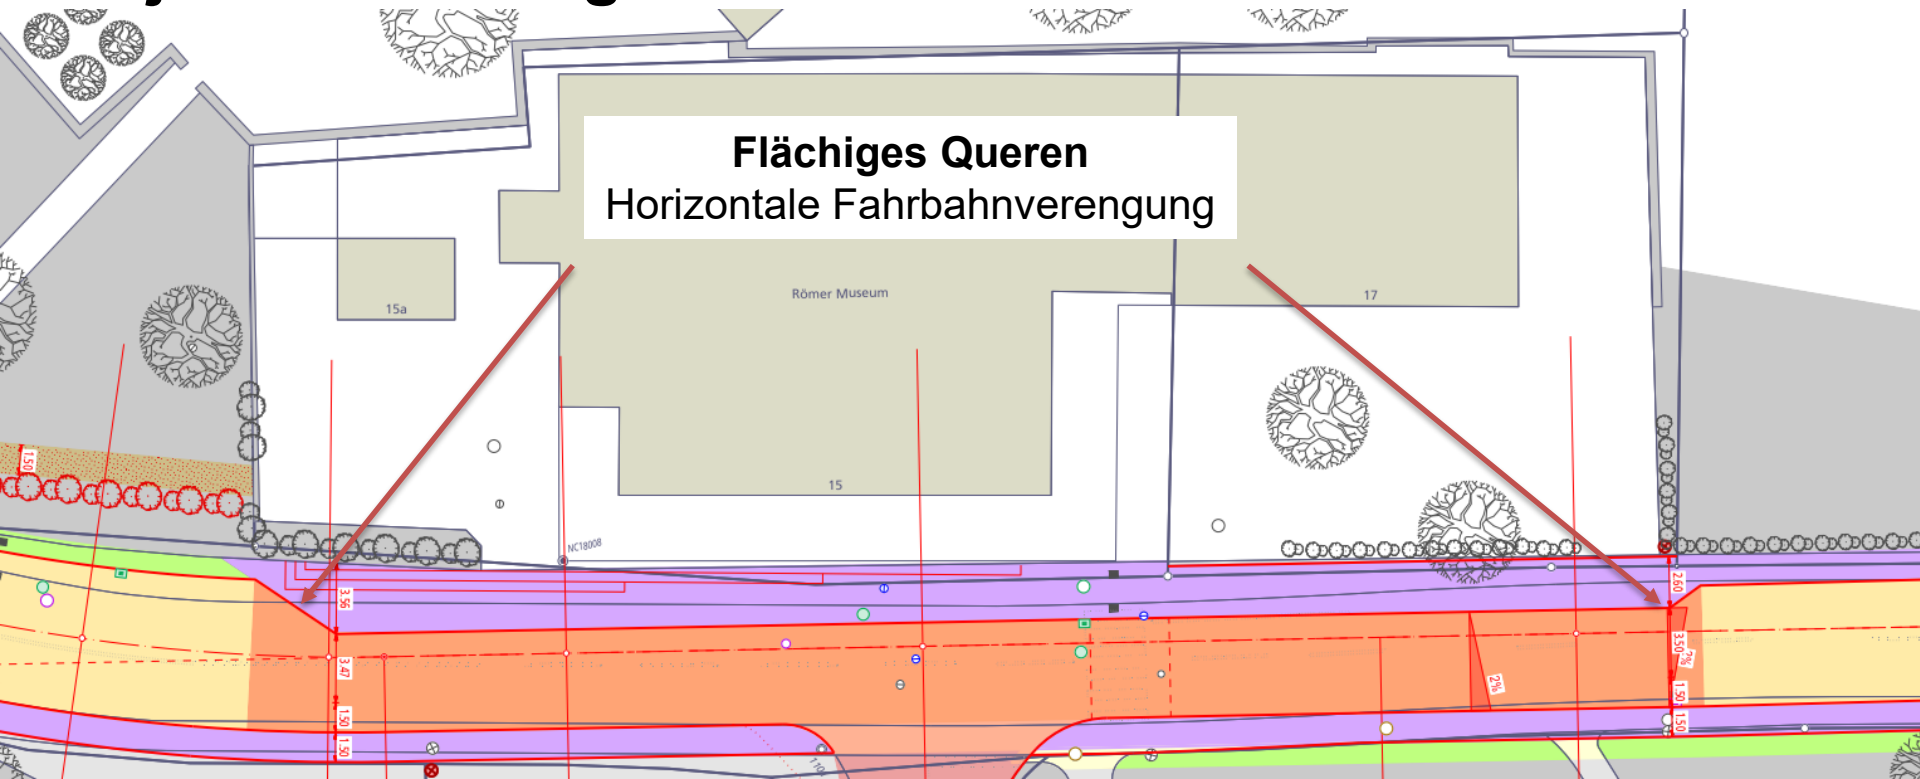 Flächiges Queren
Horizontale Fahrbahnverengung
Römer Museum
17
15a
15
1.50
NC18008
3.56
2.60
3.47
3.50
2%
2%
1.50
1.50
1.50
1.50